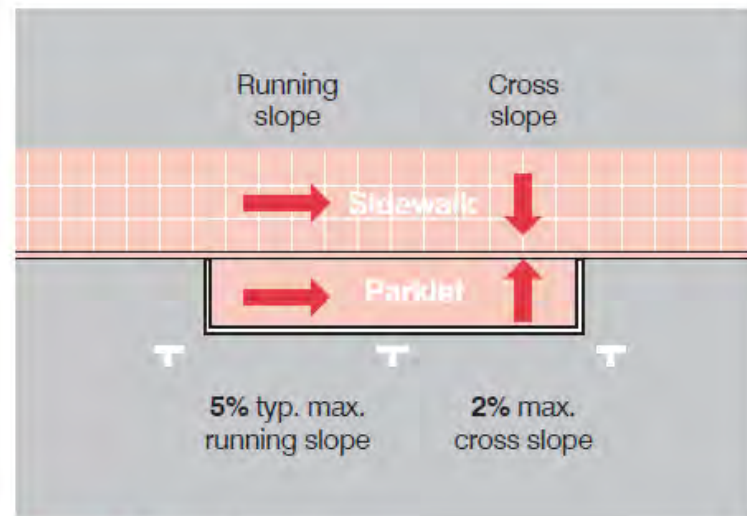 Running
slope
Cross
slope
Sidewalk
Parklet
5% typ. max.
running slope
2% max.
cross slope